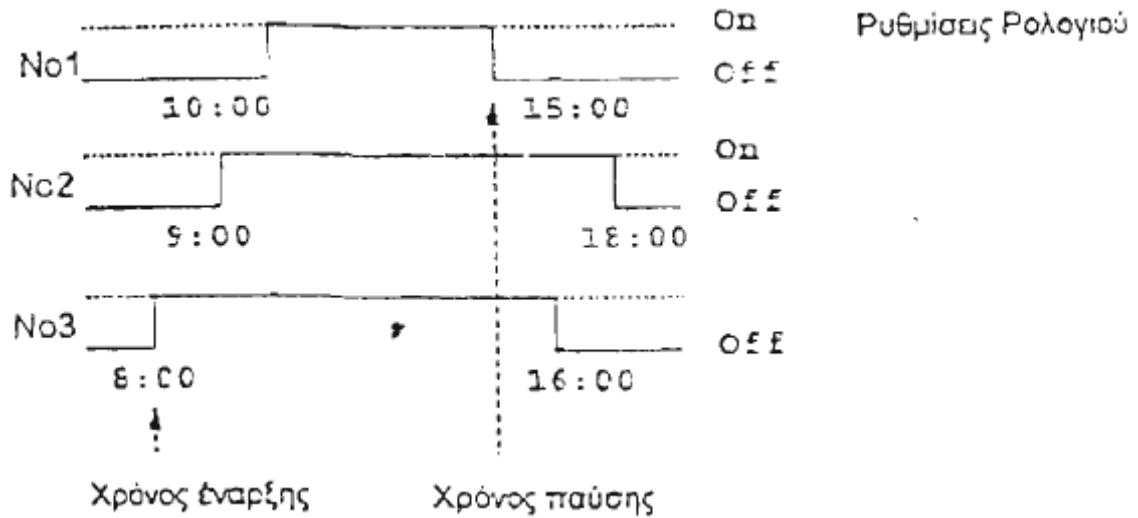 On Ρυθμίσεις Ρολογιού
No1 Off
10:00 15:00
On
No2 Off
9:00 18:00
No3 Off
8:00 16:00
Χρόνος έναρξης Χρόνος παύσης